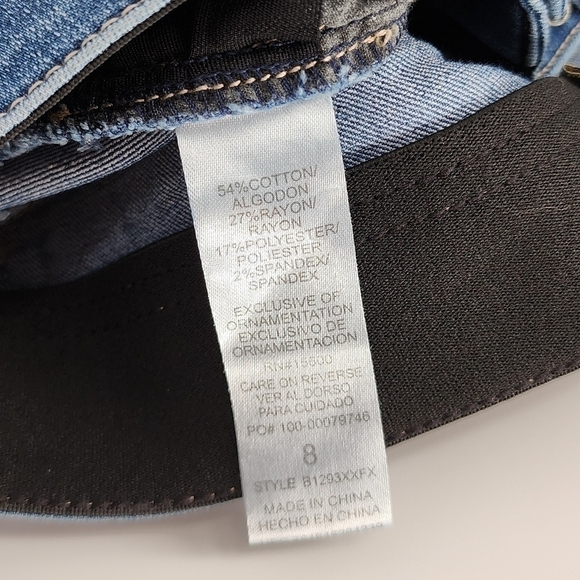 54%COTTON/
ALGODON
27%RAYON/
RAYON
17%POLYESTER/
POLIESTER
2%SPANDEX/
SPANDEX
EXCLUSIVE OF
ORNAMENTATION
EXCLUSIVO DE
ORNAMENTACION
RN#15500
CARE ON REVERSE
VER AL DORSO
PARA CUIDADO
PO# 100-00079746
8
STYLE B1293XXFX
MADE IN CHINA
HECHO EN CHINA